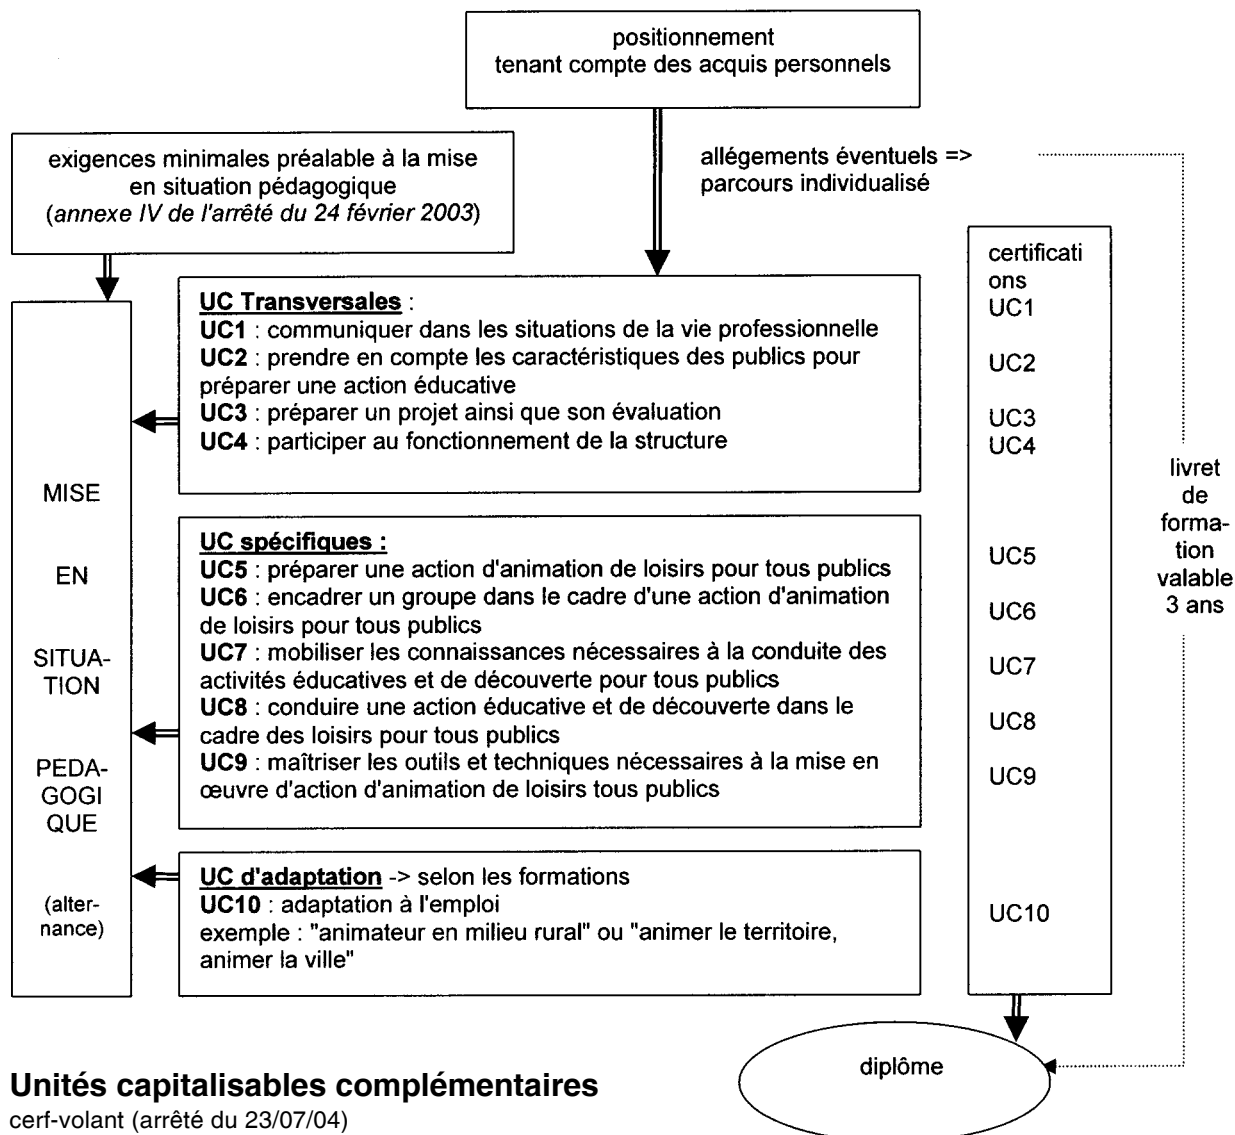 positionnement
tenant compte des acquis personnels
exigences minimales préalable à la mise
en situation pédagogique
(annexe IV de l'arrêté du 24 février 2003)
allégements éventuels =>
parcours individualisé
UC Transversales :
UC1 : communiquer dans les situations de la vie professionnelle
UC2 : prendre en compte les caractéristiques des publics pour
préparer une action éducative
UC3 : préparer un projet ainsi que son évaluation
UC4 : participer au fonctionnement de la structure
UC spécifiques :
UC5 : préparer une action d'animation de loisirs pour tous publics
UC6 : encadrer un groupe dans le cadre d'une action d'animation
de loisirs pour tous publics
UC7 : mobiliser les connaissances nécessaires à la conduite des
activités éducatives et de découverte pour tous publics
UC8 : conduire une action éducative et de découverte dans le
cadre des loisirs pour tous publics
UC9 : maîtriser les outils et techniques nécessaires à la mise en
œuvre d'action d'animation de loisirs tous publics
UC d'adaptation -> selon les formations
UC10 : adaptation à l'emploi
exemple : "animateur en milieu rural" ou "animer le territoire,
animer la ville"
MISE
EN
SITUA-
TION
PEDA-
GOGI
QUE
(alter-
nance)
certificati
ons
UC1
UC2
UC3
UC4
UC5
UC6
UC7
UC8
UC9
UC10
livret
de
forma-
tion
valable
3 ans
diplôme
Unités capitalisables complémentaires
cerf-volant (arrêté du 23/07/04)